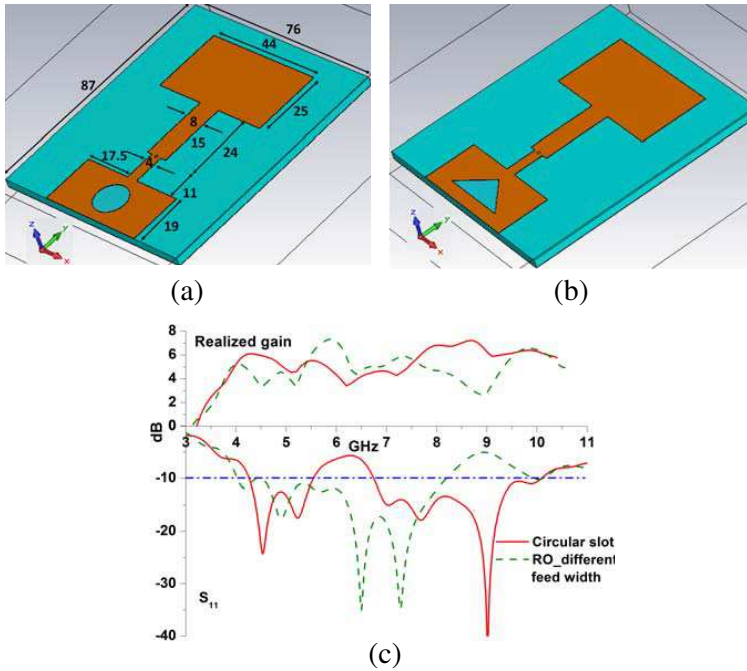 76
44
87
25
8
15
24
17.5
4
11
19
z
y
x
z
y
x
(a)
(b)
8
Realized gain
6
4
2
0
dB
3
4
5
6
7
8
9
10
11
GHz
-10
-20
Circular slot
RO_different
feed width
-30
S11
-40
(c)